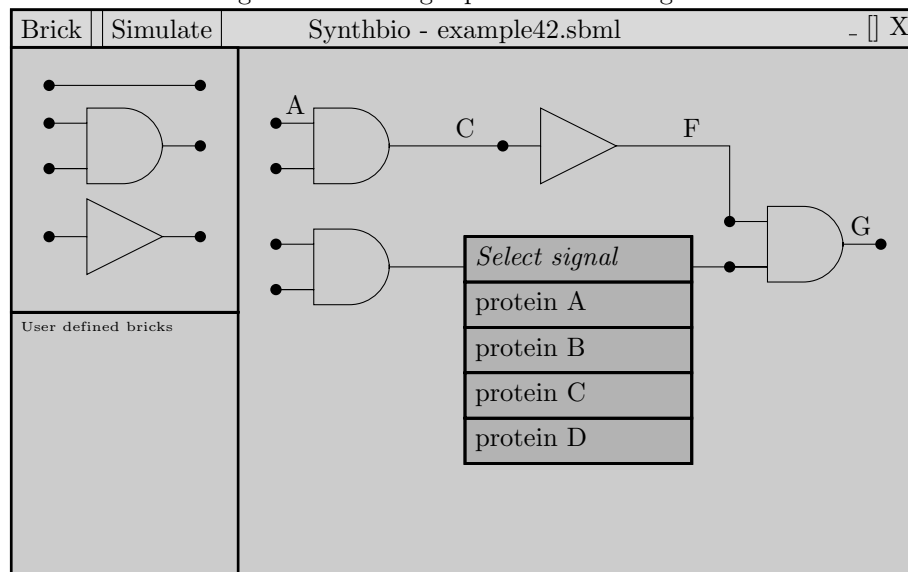 Brick Simulate Synthbio - example42.sbml _ [] X
A
C
F
G
Select signal
protein A
protein B
protein C
protein D
User defined bricks